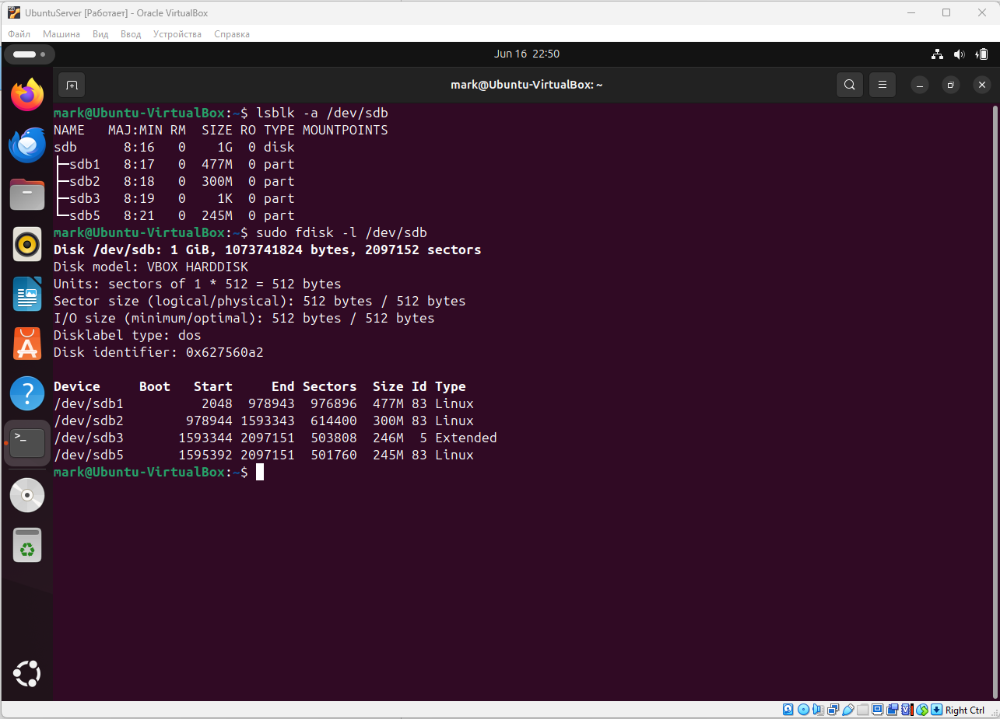 UbuntuServer [Работает] - Oracle VirtualBox
Файл Машина Вид Ввод Устройства Справка
Jun 16 22:50
mark@Ubuntu-VirtualBox: ~
mark@Ubuntu-VirtualBox:~$ lsblk -a /dev/sdb
NAME   MAJ:MIN RM  SIZE RO TYPE MOUNTPOINTS
sdb      8:16   0    1G  0 disk
├─sdb1   8:17   0  477M  0 part
├─sdb2   8:18   0  300M  0 part
├─sdb3   8:19   0    1K  0 part
└─sdb5   8:21   0  245M  0 part
mark@Ubuntu-VirtualBox:~$ sudo fdisk -l /dev/sdb
Disk /dev/sdb: 1 GiB, 1073741824 bytes, 2097152 sectors
Disk model: VBOX HARDDISK
Units: sectors of 1 * 512 = 512 bytes
Sector size (logical/physical): 512 bytes / 512 bytes
I/O size (minimum/optimal): 512 bytes / 512 bytes
Disklabel type: dos
Disk identifier: 0x627560a2
Device     Boot   Start     End Sectors  Size Id Type
/dev/sdb1          2048  978943  976896  477M 83 Linux
/dev/sdb2        978944 1593343  614400  300M 83 Linux
/dev/sdb3       1593344 2097151  503808  246M  5 Extended
/dev/sdb5       1595392 2097151  501760  245M 83 Linux
mark@Ubuntu-VirtualBox:~$
Right Ctrl